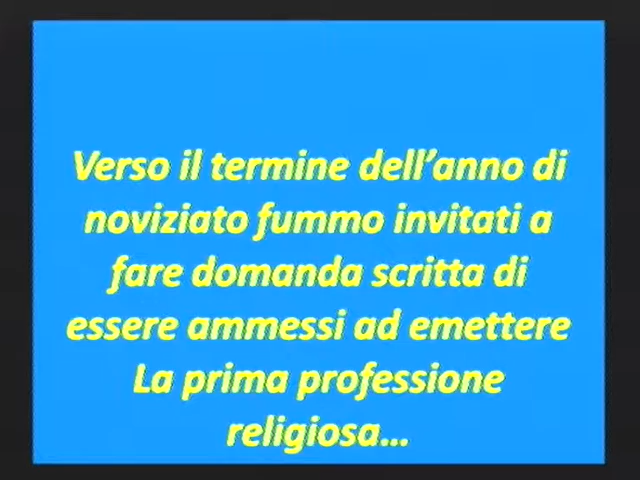 Verso il termine dell’anno di
noviziato fummo invitati a
fare domanda scritta di
essere ammessi ad emettere
La prima professione
religiosa...